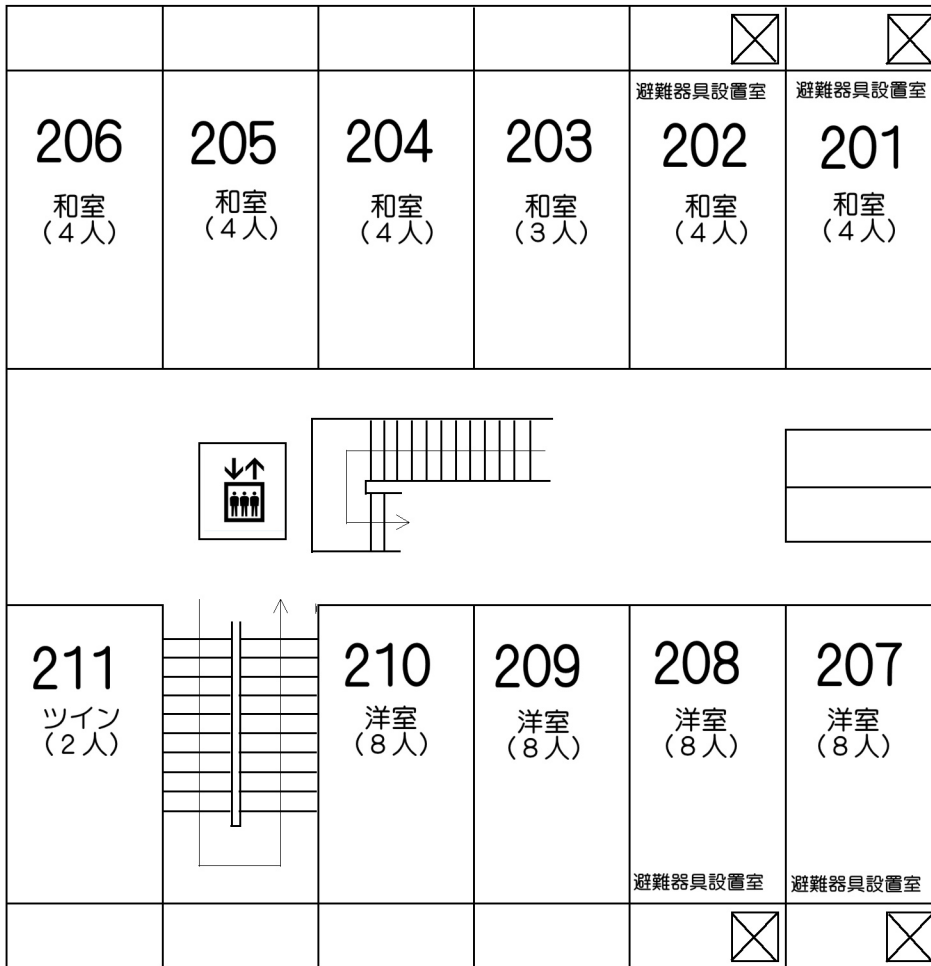 避難器具設置室
避難器具設置室
206
205
204
203
202
201
和室
(4人)
和室
(4人)
和室
(4人)
和室
(3人)
和室
(4人)
和室
(4人)
211
210
209
208
207
ツイン
(2人)
洋室
(8人)
洋室
(8人)
洋室
(8人)
洋室
(8人)
避難器具設置室
避難器具設置室